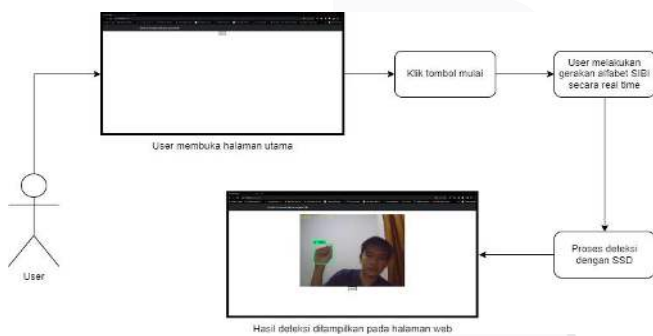 User membuka halaman utama
Klik tombol mulai
User melakukan
gerakan alfabet SIBI
secara real time
Proses deteksi
dengan SSD
Hasil deteksi ditampilkan pada halaman web
User